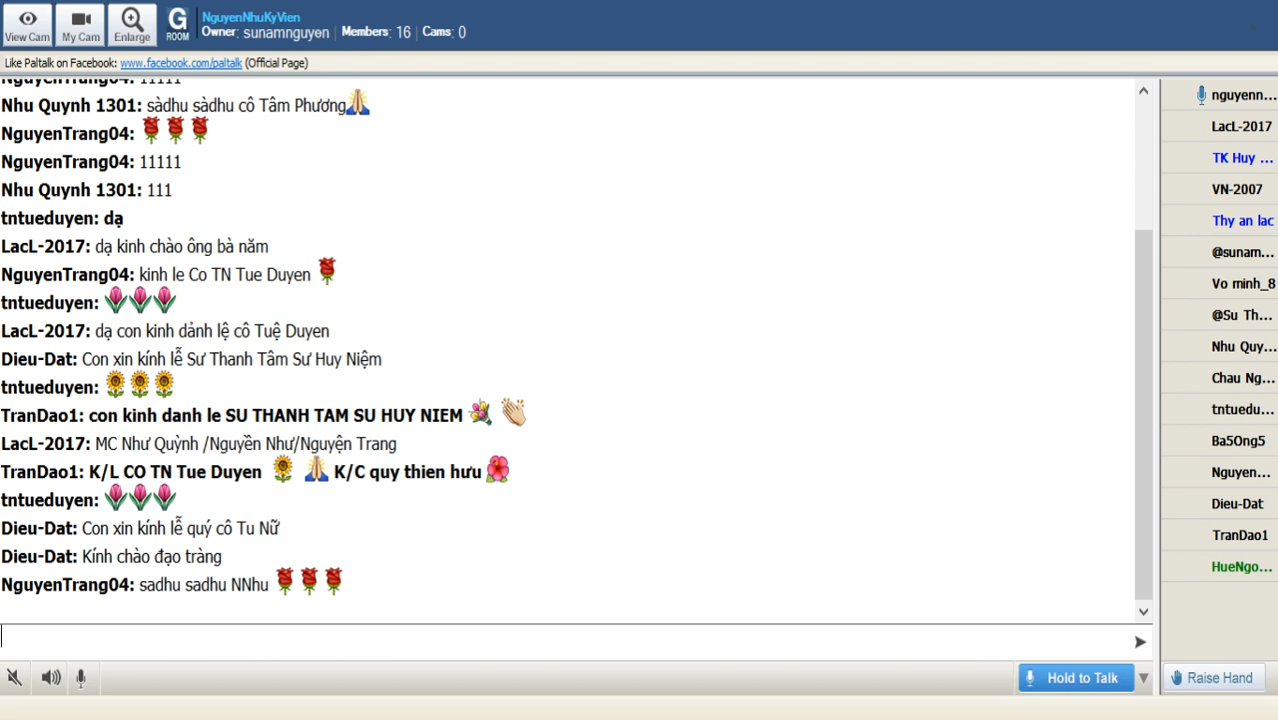 NguyenNhuKyVien
View Cam My Cam Enlarge G ROOM Owner: sunamnguyen Members: 16 Cams: 0
Like Paltalk on Facebook: www.facebook.com/paltalk (Official Page)
NguyenTrang04: 11111
Nhu Quynh 1301: sàdhu sàdhu cô Tâm Phương
NguyenTrang04:
NguyenTrang04: 11111
Nhu Quynh 1301: 111
tntueduyen: dạ
LacL-2017: dạ kinh chào ông bà năm
NguyenTrang04: kinh le Co TN Tue Duyen
tntueduyen:
LacL-2017: dạ con kinh dảnh lệ cô Tuệ Duyen
Dieu-Dat: Con xin kính lễ Sư Thanh Tâm Sư Huy Niệm
tntueduyen:
TranDao1: con kinh danh le SU THANH TAM SU HUY NIEM
LacL-2017: MC Như Quỳnh /Nguyền Như/Nguyện Trang
TranDao1: K/L CO TN Tue Duyen K/C quy thien hưu
tntueduyen:
Dieu-Dat: Con xin kính lễ quý cô Tu Nữ
Dieu-Dat: Kính chào đạo tràng
NguyenTrang04: sadhu sadhu NNhu
nguyenn...
LacL-2017
TK Huy ...
VN-2007
Thy an lac
@sunam...
Vo minh_8
@Su Th...
Nhu Quy...
Chau Ng...
tntuedu...
Ba5Ong5
Nguyen...
Dieu-Dat
TranDao1
HueNgo...
Hold to Talk
Raise Hand